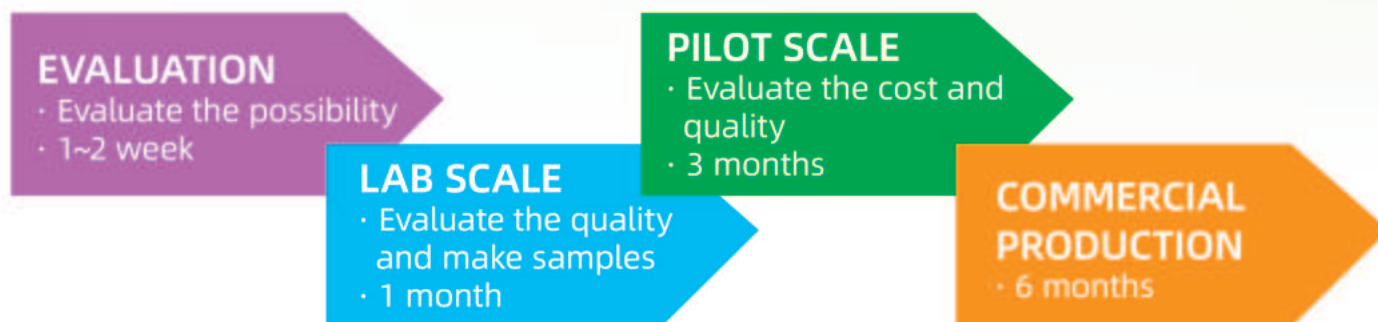 EVALUATION
· Evaluate the possibility
· 1~2 week
LAB SCALE
· Evaluate the quality
and make samples
· 1 month
PILOT SCALE
· Evaluate the cost and
quality
· 3 months
COMMERCIAL
PRODUCTION
· 6 months